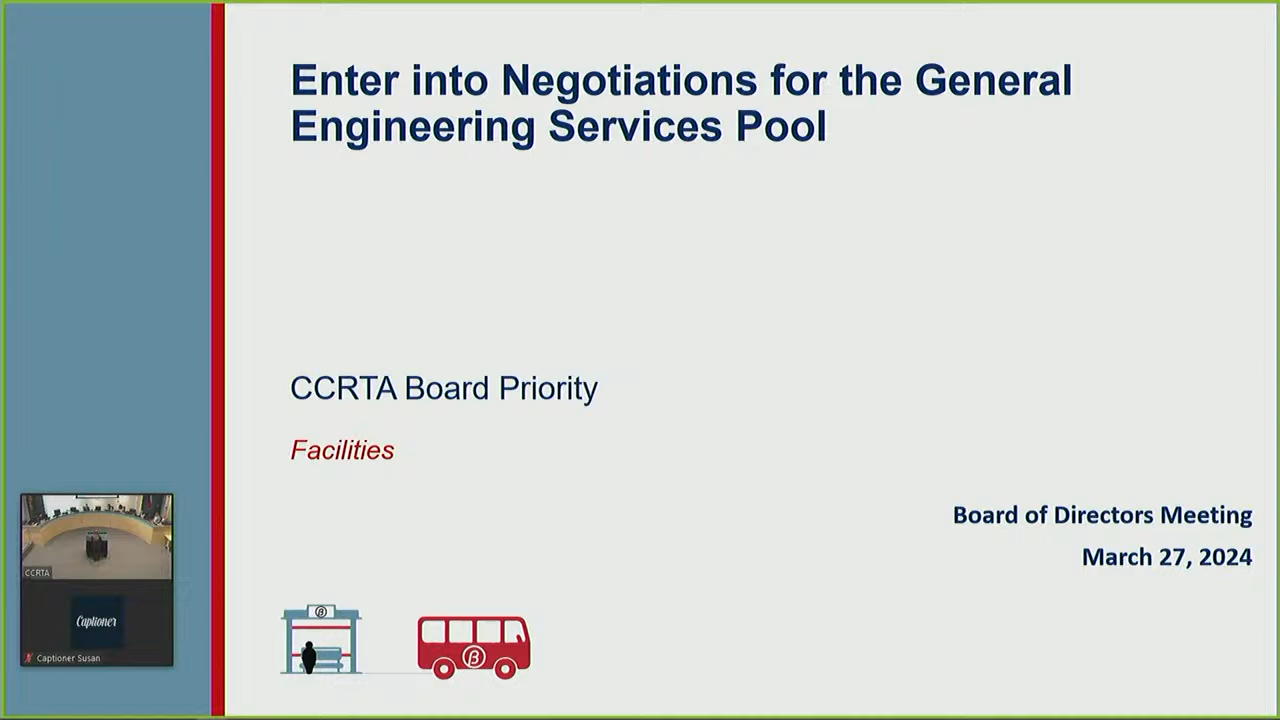 Enter into Negotiations for the General
Engineering Services Pool
CCRTA Board Priority
Facilities
Board of Directors Meeting
March 27, 2024
CCRTA
Captioner
Captioner Susan
β
β